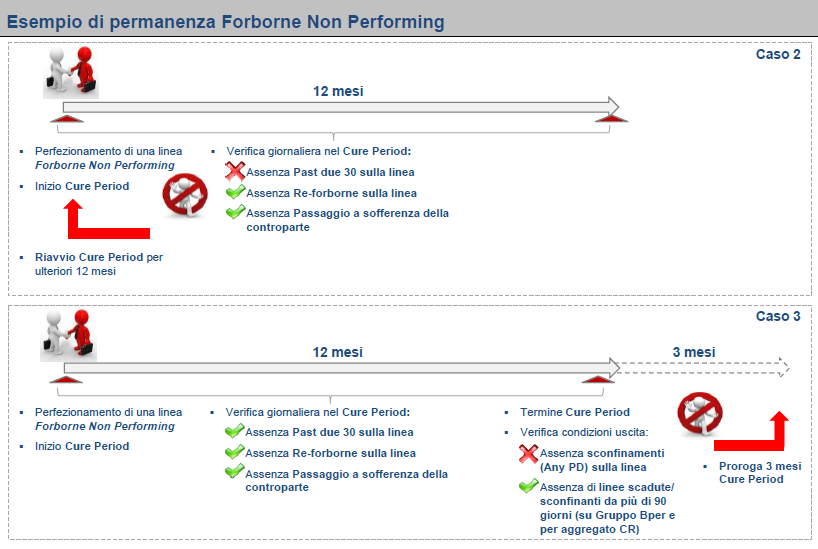 Esempio di permanenza Forborne Non Performing
Caso 2
12 mesi
▪ Perfezionamento di una linea
Forborne Non Performing
▪ Inizio Cure Period
▪ Riavvio Cure Period per
ulteriori 12 mesi
▪ Verifica giornaliera nel Cure Period:
Assenza Past due 30 sulla linea
Assenza Re-forborne sulla linea
Assenza Passaggio a sofferenza della
controparte
Caso 3
12 mesi
3 mesi
▪ Perfezionamento di una linea
Forborne Non Performing
▪ Inizio Cure Period
▪ Verifica giornaliera nel Cure Period:
Assenza Past due 30 sulla linea
Assenza Re-forborne sulla linea
Assenza Passaggio a sofferenza della
controparte
▪ Termine Cure Period
▪ Verifica condizioni uscita:
Assenza sconfinamenti
(Any PD) sulla linea
Assenza di linee scadute/
sconfinanti da più di 90
giorni (su Gruppo Bper e
per aggregato CR)
▪ Proroga 3 mesi
Cure Period